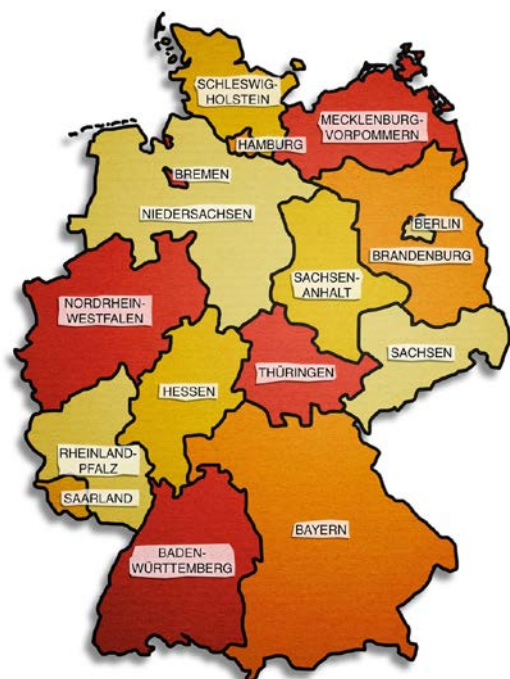 SCHLESWIG-
HOLSTEIN
MECKLENBURG-
VORPOMMERN
HAMBURG
BREMEN
NIEDERSACHSEN
BERLIN
BRANDENBURG
SACHSEN-
ANHALT
NORDRHEIN-
WESTFALEN
SACHSEN
THÜRINGEN
HESSEN
RHEINLAND-
PFALZ
SAARLAND
BAYERN
BADEN-
WÜRTTEMBERG